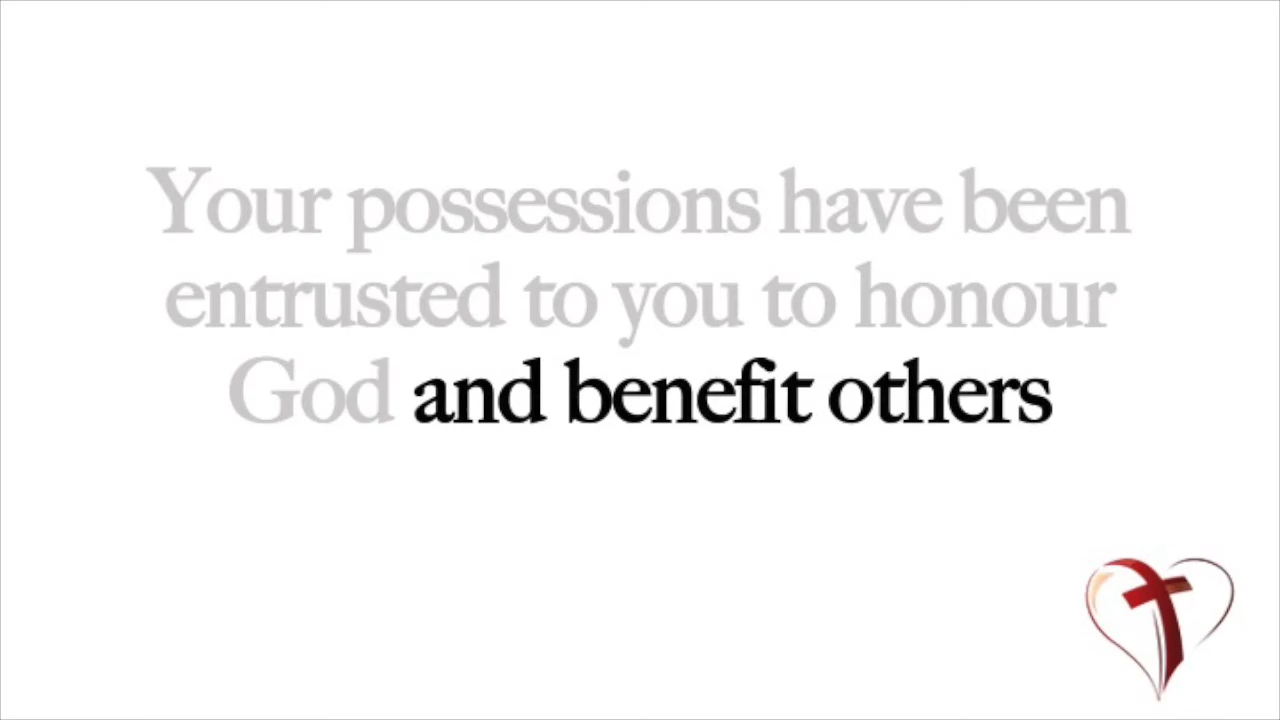 Your possessions have been
entrusted to you to honour
God and benefit others